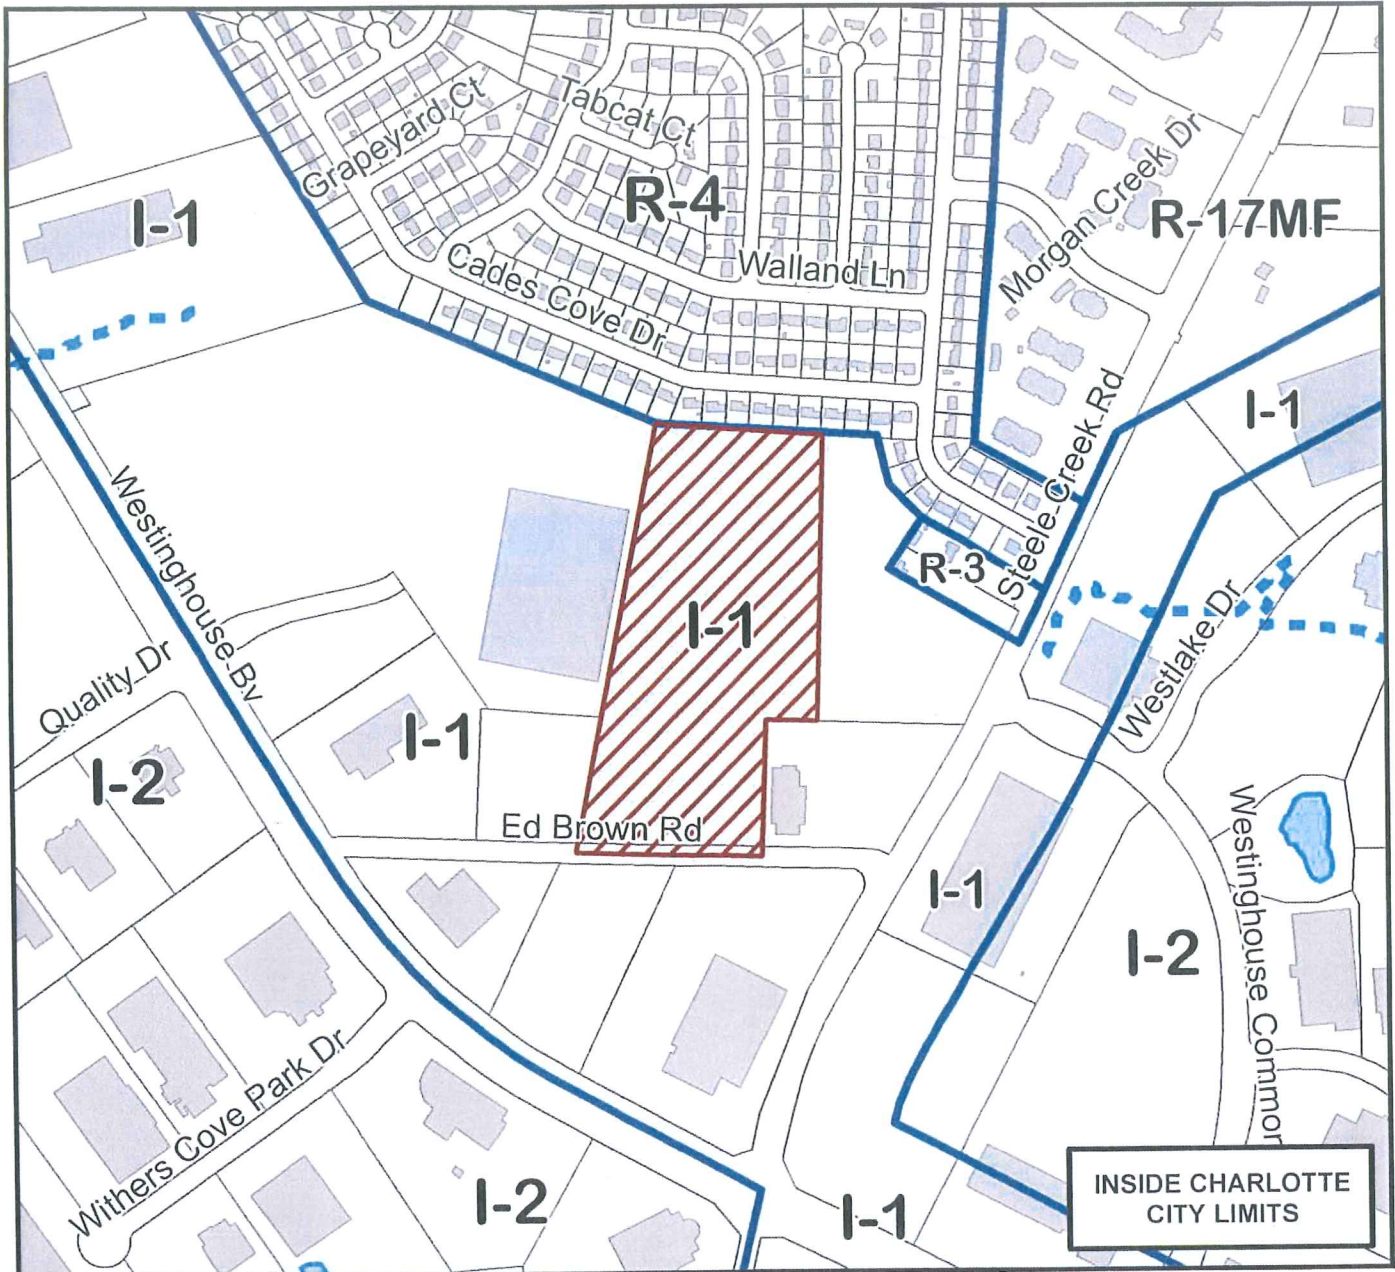 Grapeyard Ct
Tabcat Ct
R-4
Morgan Creek Dr
R-17MF
I-1
Cades Cove Dr
Walland Ln
Steele Creek Rd
I-1
Westinghouse Bv
R-3
I-1
Westlake Dr
Quality Dr
I-1
I-2
Ed Brown Rd
Westinghouse Common
I-1
I-2
Withers Cove Park Dr
I-2
I-1
INSIDE CHARLOTTE
CITY LIMITS